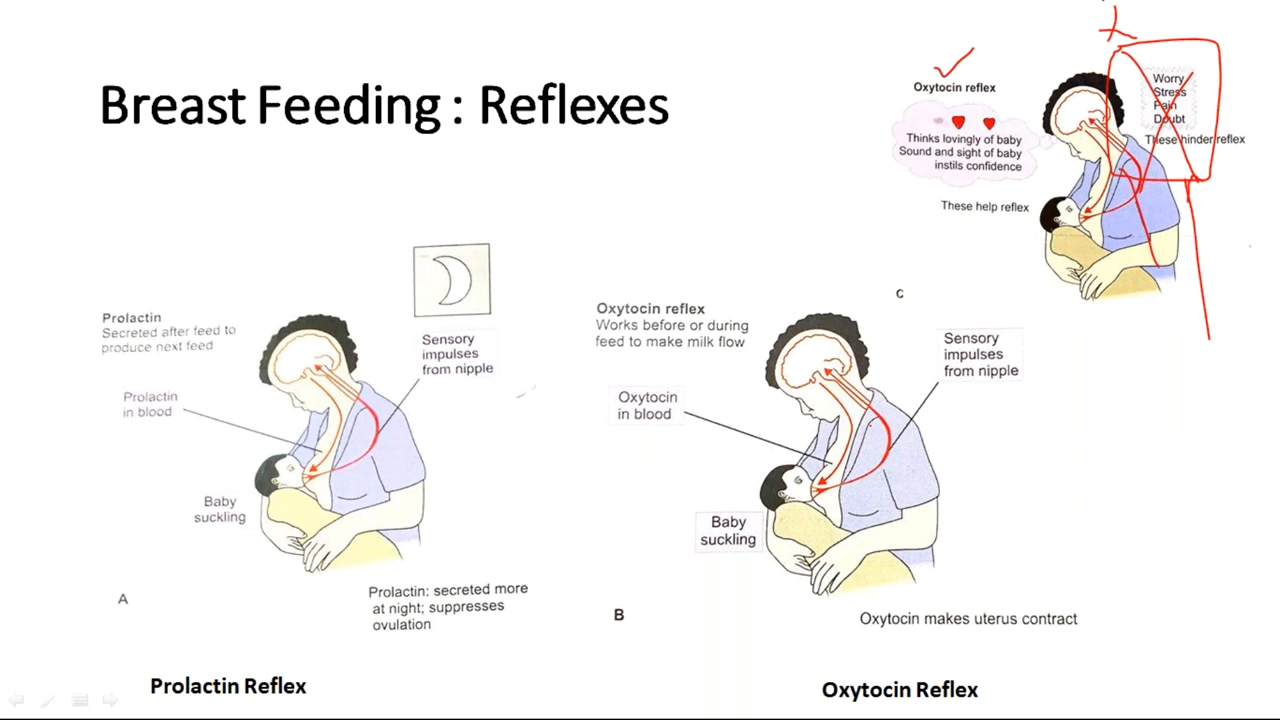 Breast Feeding : Reflexes
Oxytocin reflex
Thinks lovingly of baby
Sound and sight of baby
instils confidence
These help reflex
Worry
Stress
Pain
Doubt
These hinder reflex
C
Prolactin
Secreted after feed to
produce next feed
Sensory
impulses
from nipple
Prolactin
in blood
Baby
suckling
Prolactin: secreted more
at night; suppresses
ovulation
A
Prolactin Reflex
Oxytocin reflex
Works before or during
feed to make milk flow
Sensory
impulses
from nipple
Oxytocin
in blood
Baby
suckling
B
Oxytocin makes uterus contract
Oxytocin Reflex